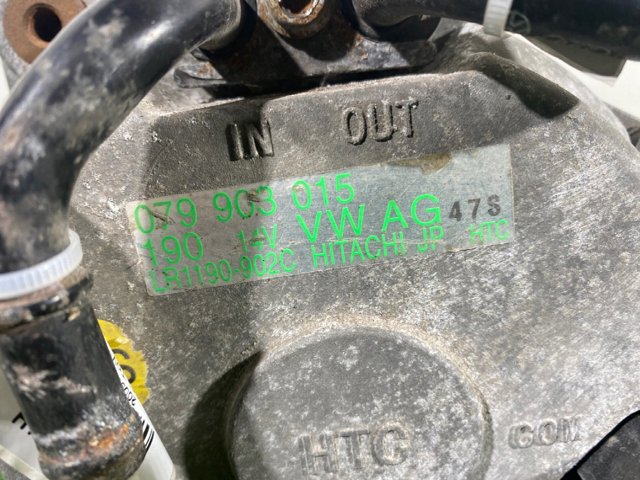 IN OUT
079 903 015
190 14V VW AG 47S
LR1190-902C HITACHI JP HTC
HTC
COM